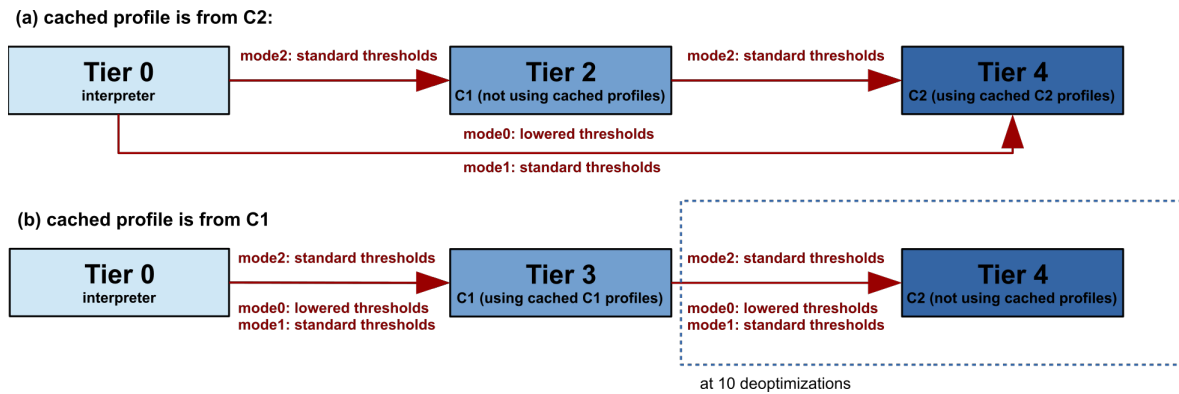 (a) cached profile is from C2:
Tier 0
interpreter
mode2: standard thresholds
Tier 2
C1 (not using cached profiles)
mode2: standard thresholds
Tier 4
C2 (using cached C2 profiles)
mode0: lowered thresholds
mode1: standard thresholds
(b) cached profile is from C1
Tier 0
interpreter
mode2: standard thresholds
mode0: lowered thresholds
mode1: standard thresholds
Tier 3
C1 (using cached C1 profiles)
mode2: standard thresholds
mode0: lowered thresholds
mode1: standard thresholds
Tier 4
C2 (not using cached profiles)
at 10 deoptimizations